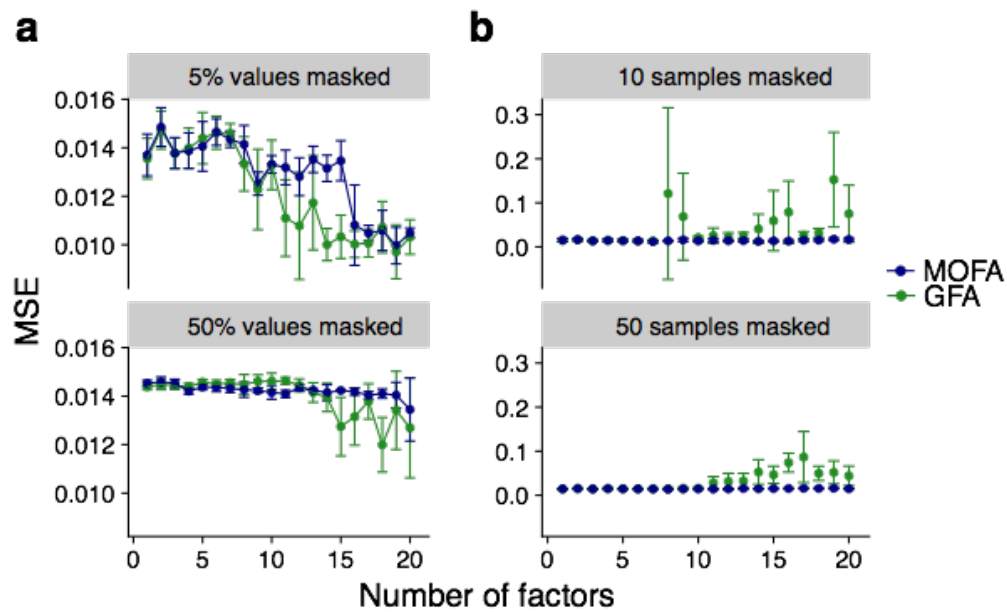 a
b
5% values masked
10 samples masked
0.016
0.014
0.012
0.010
0.3
0.2
0.1
0.0
MOFA
GFA
MSE
50% values masked
50 samples masked
0.016
0.014
0.012
0.010
0.3
0.2
0.1
0.0
0 5 10 15 20
0 5 10 15 20
Number of factors